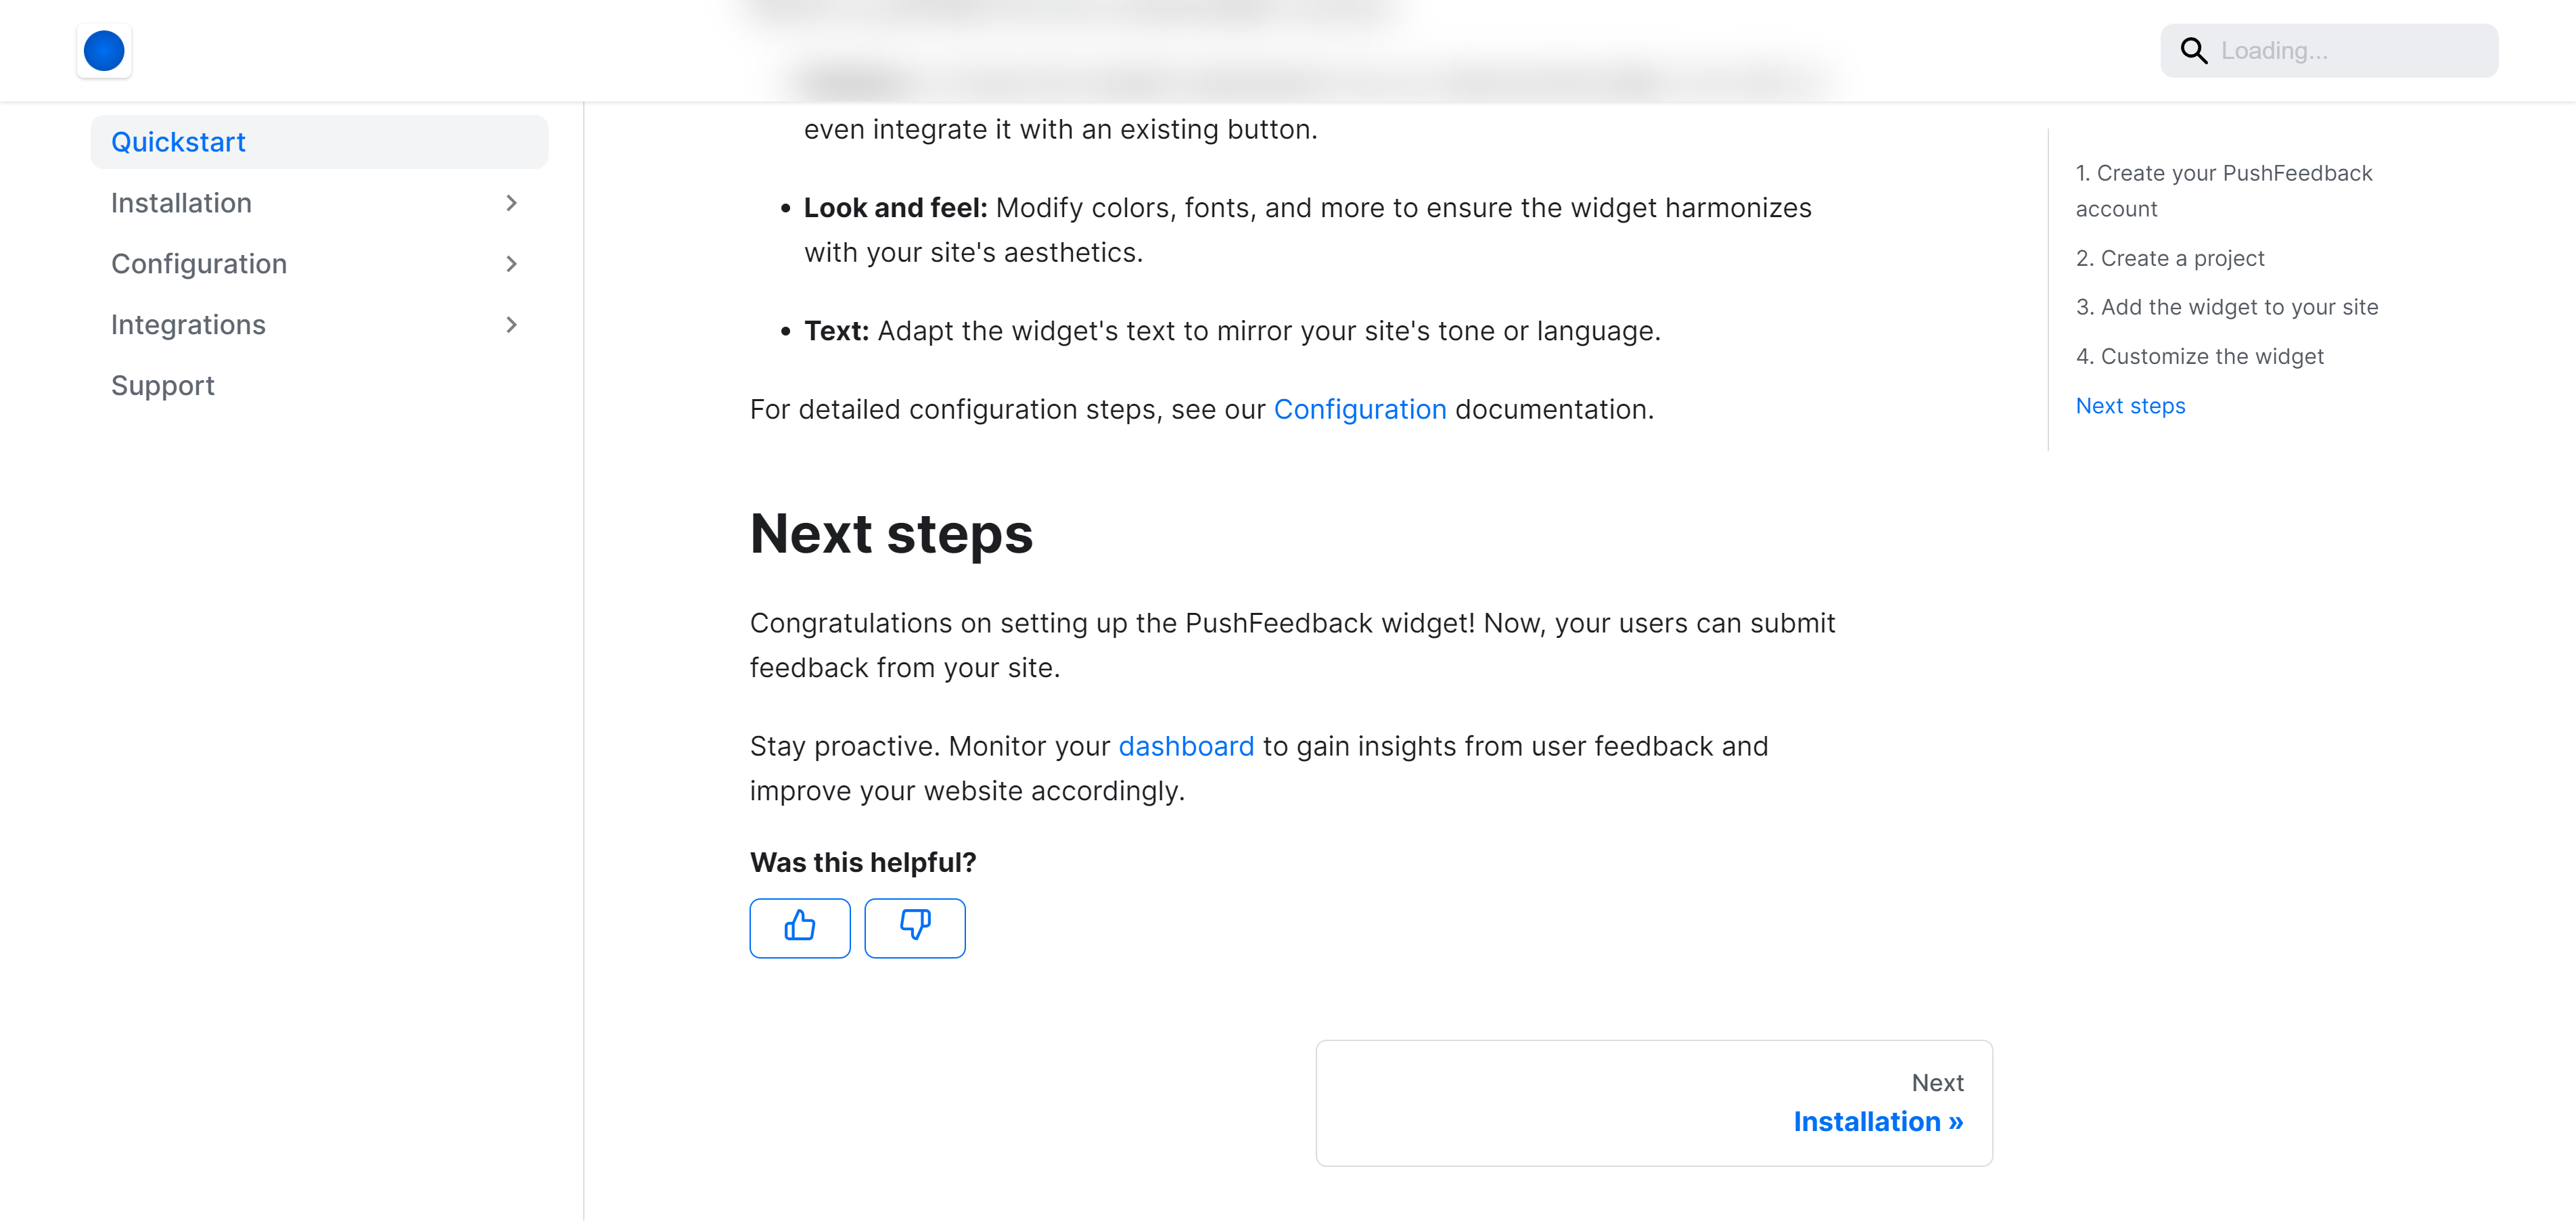 Loading...
Quickstart
Installation
Configuration
Integrations
Support
even integrate it with an existing button.
• Look and feel: Modify colors, fonts, and more to ensure the widget harmonizes
with your site's aesthetics.
• Text: Adapt the widget's text to mirror your site's tone or language.
For detailed configuration steps, see our Configuration documentation.
Next steps
Congratulations on setting up the PushFeedback widget! Now, your users can submit
feedback from your site.
Stay proactive. Monitor your dashboard to gain insights from user feedback and
improve your website accordingly.
Was this helpful?
Next
Installation »
1. Create your PushFeedback
account
2. Create a project
3. Add the widget to your site
4. Customize the widget
Next steps